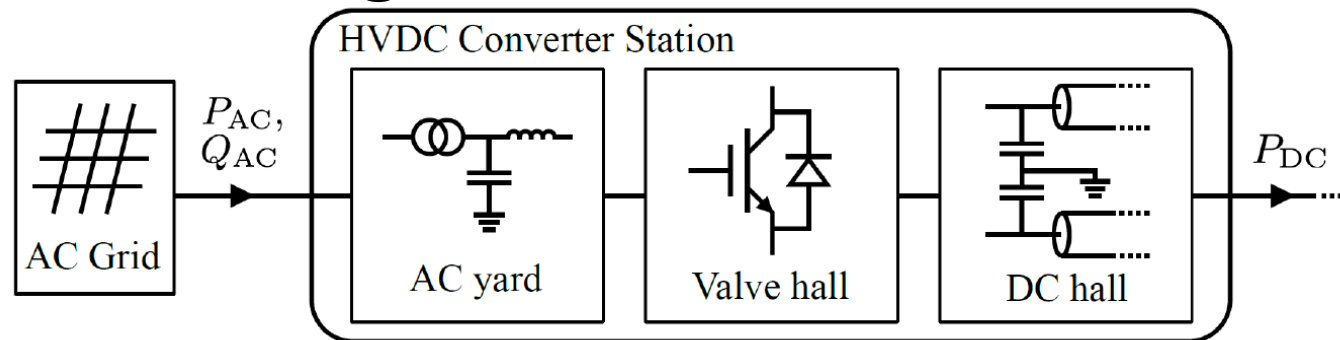 HVDC Converter Station
P_AC,
Q_AC
P_DC
AC Grid
AC yard
Valve hall
DC hall